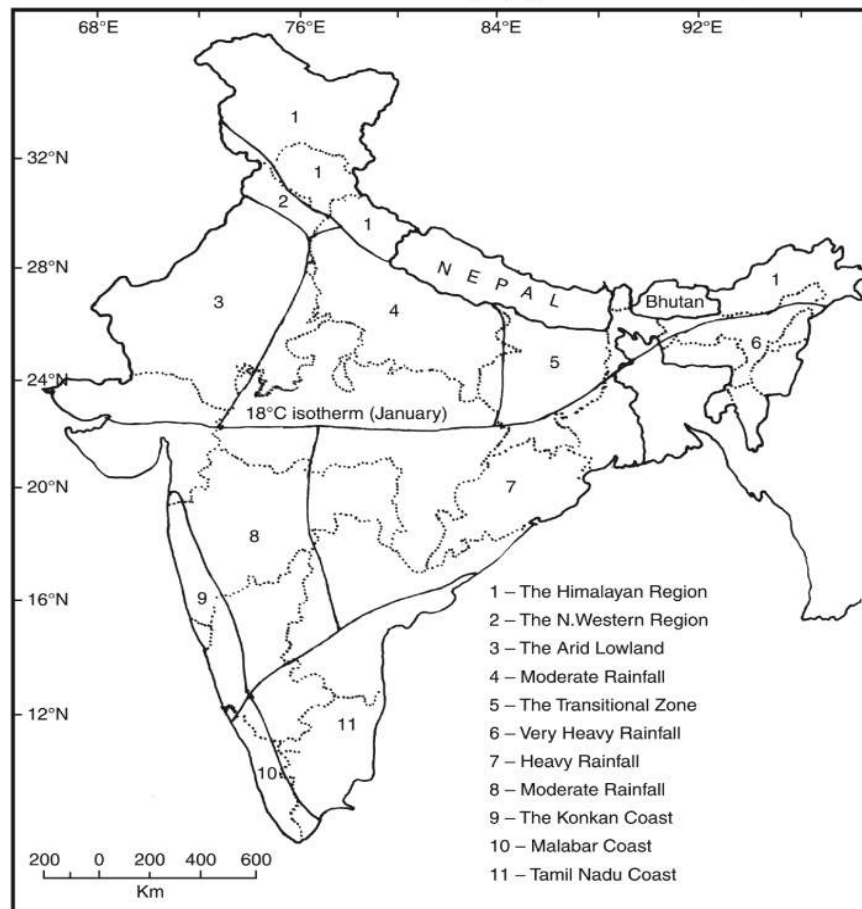 68°E 76°E 84°E 92°E
1
32°N
1
2
1
28°N
NEPAL
1
3
Bhutan
4
6
5
24°N
18°C isotherm (January)
20°N
7
8
16°N
9
1 – The Himalayan Region
2 – The N.Western Region
3 – The Arid Lowland
4 – Moderate Rainfall
12°N
5 – The Transitional Zone
11
6 – Very Heavy Rainfall
7 – Heavy Rainfall
10
8 – Moderate Rainfall
9 – The Konkan Coast
10 – Malabar Coast
11 – Tamil Nadu Coast
200 0 200 400 600
Km